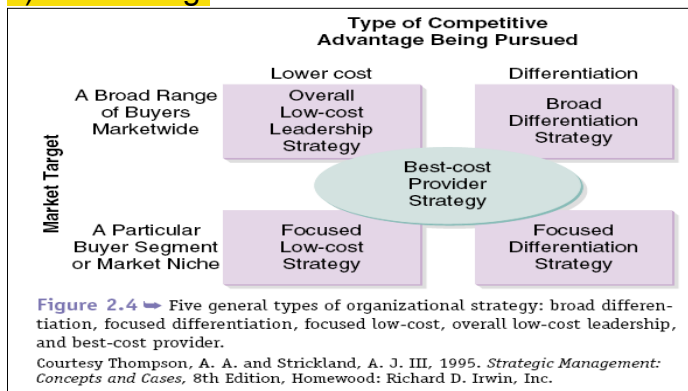 Type of Competitive
Advantage Being Pursued
Lower cost
Differentiation
Market Target
A Broad Range
of Buyers
Marketwide
Overall
Low-cost
Leadership
Strategy
Broad
Differentiation
Strategy
Best-cost
Provider
Strategy
A Particular
Buyer Segment
or Market Niche
Focused
Low-cost
Strategy
Focused
Differentiation
Strategy
Figure 2.4 ➥ Five general types of organizational strategy: broad differen-
tiation, focused differentiation, focused low-cost, overall low-cost leadership,
and best-cost provider.
Courtesy Thompson, A. A. and Strickland, A. J. III, 1995. Strategic Management:
Concepts and Cases, 8th Edition, Homewood: Richard D. Irwin, Inc.